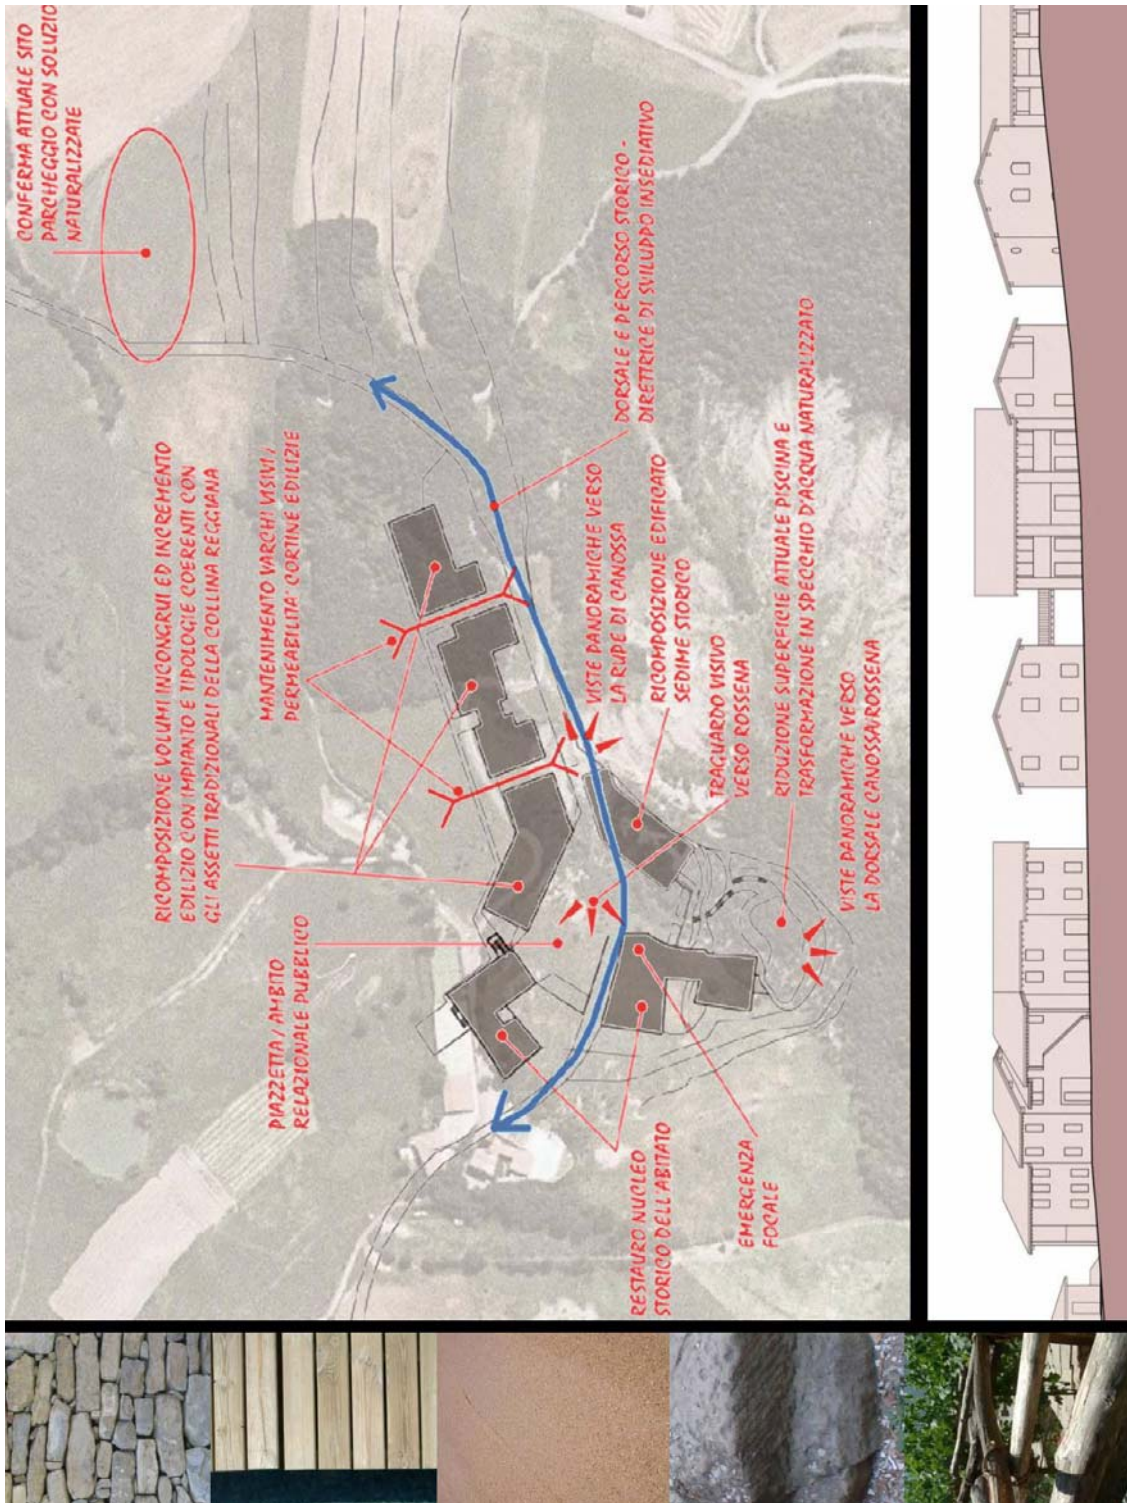 CONFERMA ATTUALE SITO
PARCHEGGIO CON SOLUZIO
NATURALIZZATE
RICOMPOSIZIONE VOLUMI INCONGRUI ED INCREMENTO
EDILIZIO CON IMPIANTO E TIPOLOGIE COERENTI CON
GLI ASSETTI TRADIZIONALI DELLA COLLINA REGGIANA
MANTENIMENTO VARCHI VISIVI /
PERMEABILITA' CORTINE EDILIZIE
PIAZZETTA / AMBITO
RELAZIONALE PUBBLICO
DORSALE E PERCORSO STORICO -
DIRETTRICE DI SVILUPPO INSEDIATIVO
VISTE PANORAMICHE VERSO
LA RUPE DI CANOSSA
RICOMPOSIZIONE EDIFICATO
SEDIME STORICO
TRAGUARDO VISIVO
VERSO ROSSENA
RIDUZIONE SUPERFICIE ATTUALE PISCINA E
TRASFORMAZIONE IN SPECCHIO D'ACQUA NATURALIZZATO
VISTE PANORAMICHE VERSO
LA DORSALE CANOSSA/ROSSENA
RESTAURO NUCLEO
STORICO DELL'ABITATO
EMERGENZA
FOCALE